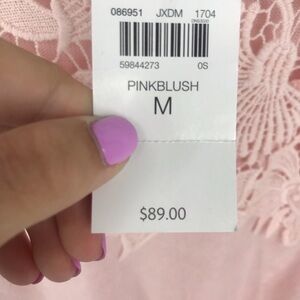 086951 JXDM 1704
59844273 0S
PINKBLUSH
M
$89.00